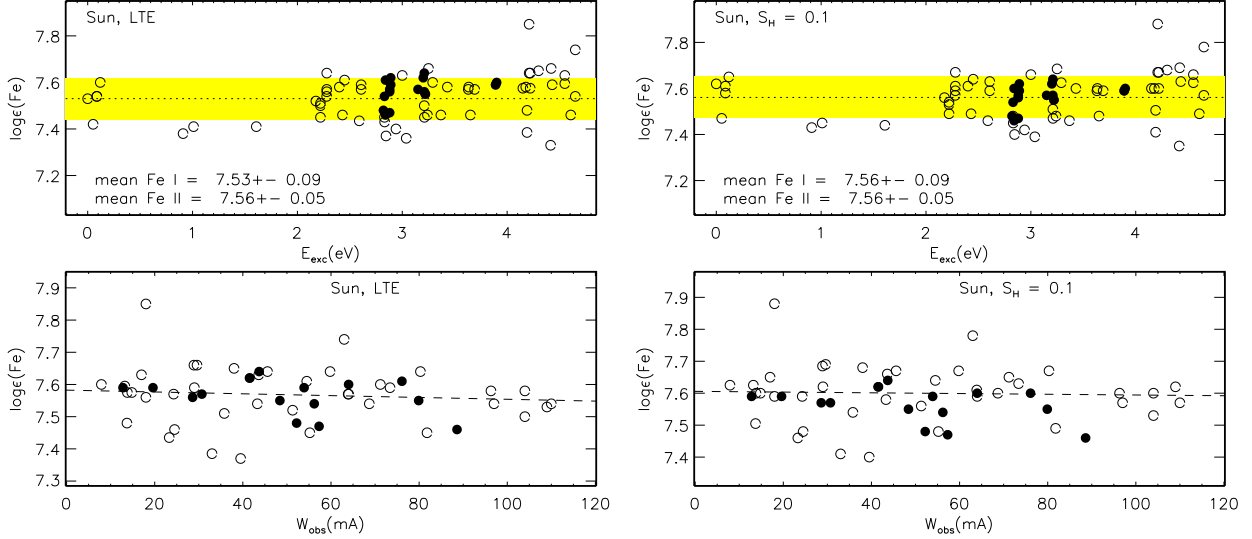 Sun, LTE
logε(Fe)
7.8
7.6
7.4
7.2
mean Fe I = 7.53+− 0.09
mean Fe II = 7.56+− 0.05
0 1 2 3 4
E_exc(eV)
Sun, S_H = 0.1
logε(Fe)
7.8
7.6
7.4
7.2
mean Fe I = 7.56+− 0.09
mean Fe II = 7.56+− 0.05
0 1 2 3 4
E_exc(eV)
Sun, LTE
logε(Fe)
7.9
7.8
7.7
7.6
7.5
7.4
7.3
0 20 40 60 80 100 120
W_obs(mA)
Sun, S_H = 0.1
logε(Fe)
7.9
7.8
7.7
7.6
7.5
7.4
0 20 40 60 80 100 120
W_obs(mA)